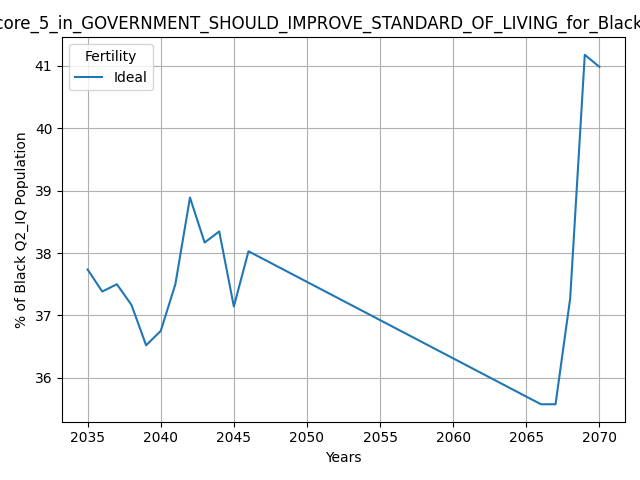 core_5_in_GOVERNMENT_SHOULD_IMPROVE_STANDARD_OF_LIVING_for_Black
Fertility
Ideal
% of Black Q2_IQ Population
41
40
39
38
37
36
2035 2040 2045 2050 2055 2060 2065 2070
Years